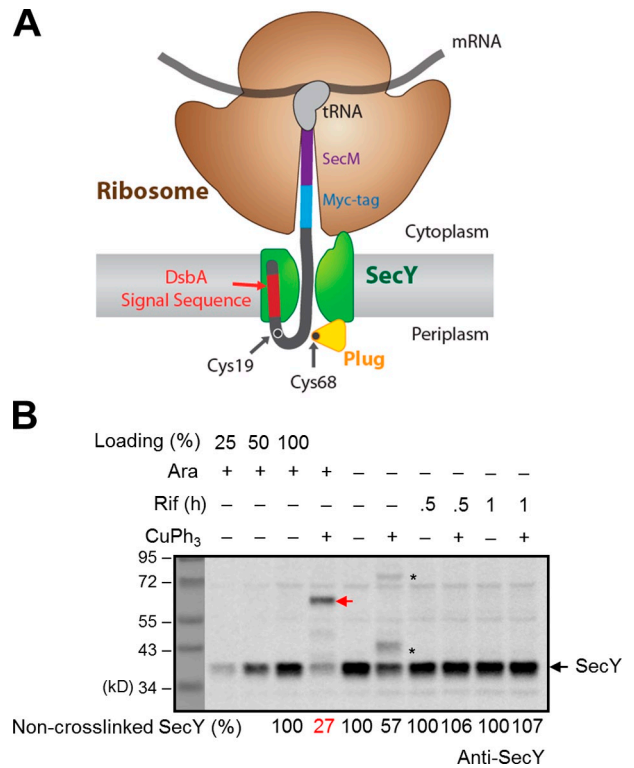 A
mRNA
tRNA
SecM
Myc-tag
Ribosome
Cytoplasm
DsbA
Signal Sequence
SecY
Periplasm
Plug
Cys19
Cys68
B
Loading (%) 25 50 100
Ara + + + + – – – – – –
Rif (h) – – – – – – .5 .5 1 1
CuPh3 – – – + – + – + – +
95
72
55
43
(kD) 34
*
*
SecY
Non-crosslinked SecY (%) 100 27 100 57 100 106 100 107
Anti-SecY